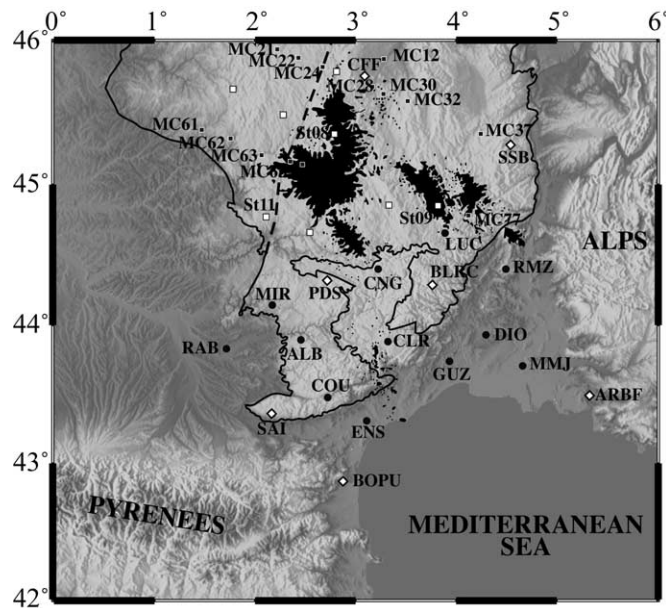 0° 1° 2° 3° 4° 5° 6°
46°
MC21
MC22
MC24
CFF
MC12
MC28
MC30
MC32
MC61
MC62
St08
MC37
MC63
SSB
45°
St11
St09
MC77
LUC
ALPS
BLKC
RMZ
CNG
PDS
MIR
44°
RAB
ALB
CLR
DIO
GUZ
MMJ
COU
ARBF
SAI
ENS
43°
BOPU
PYRENEES
MEDITERRANEAN
SEA
42°